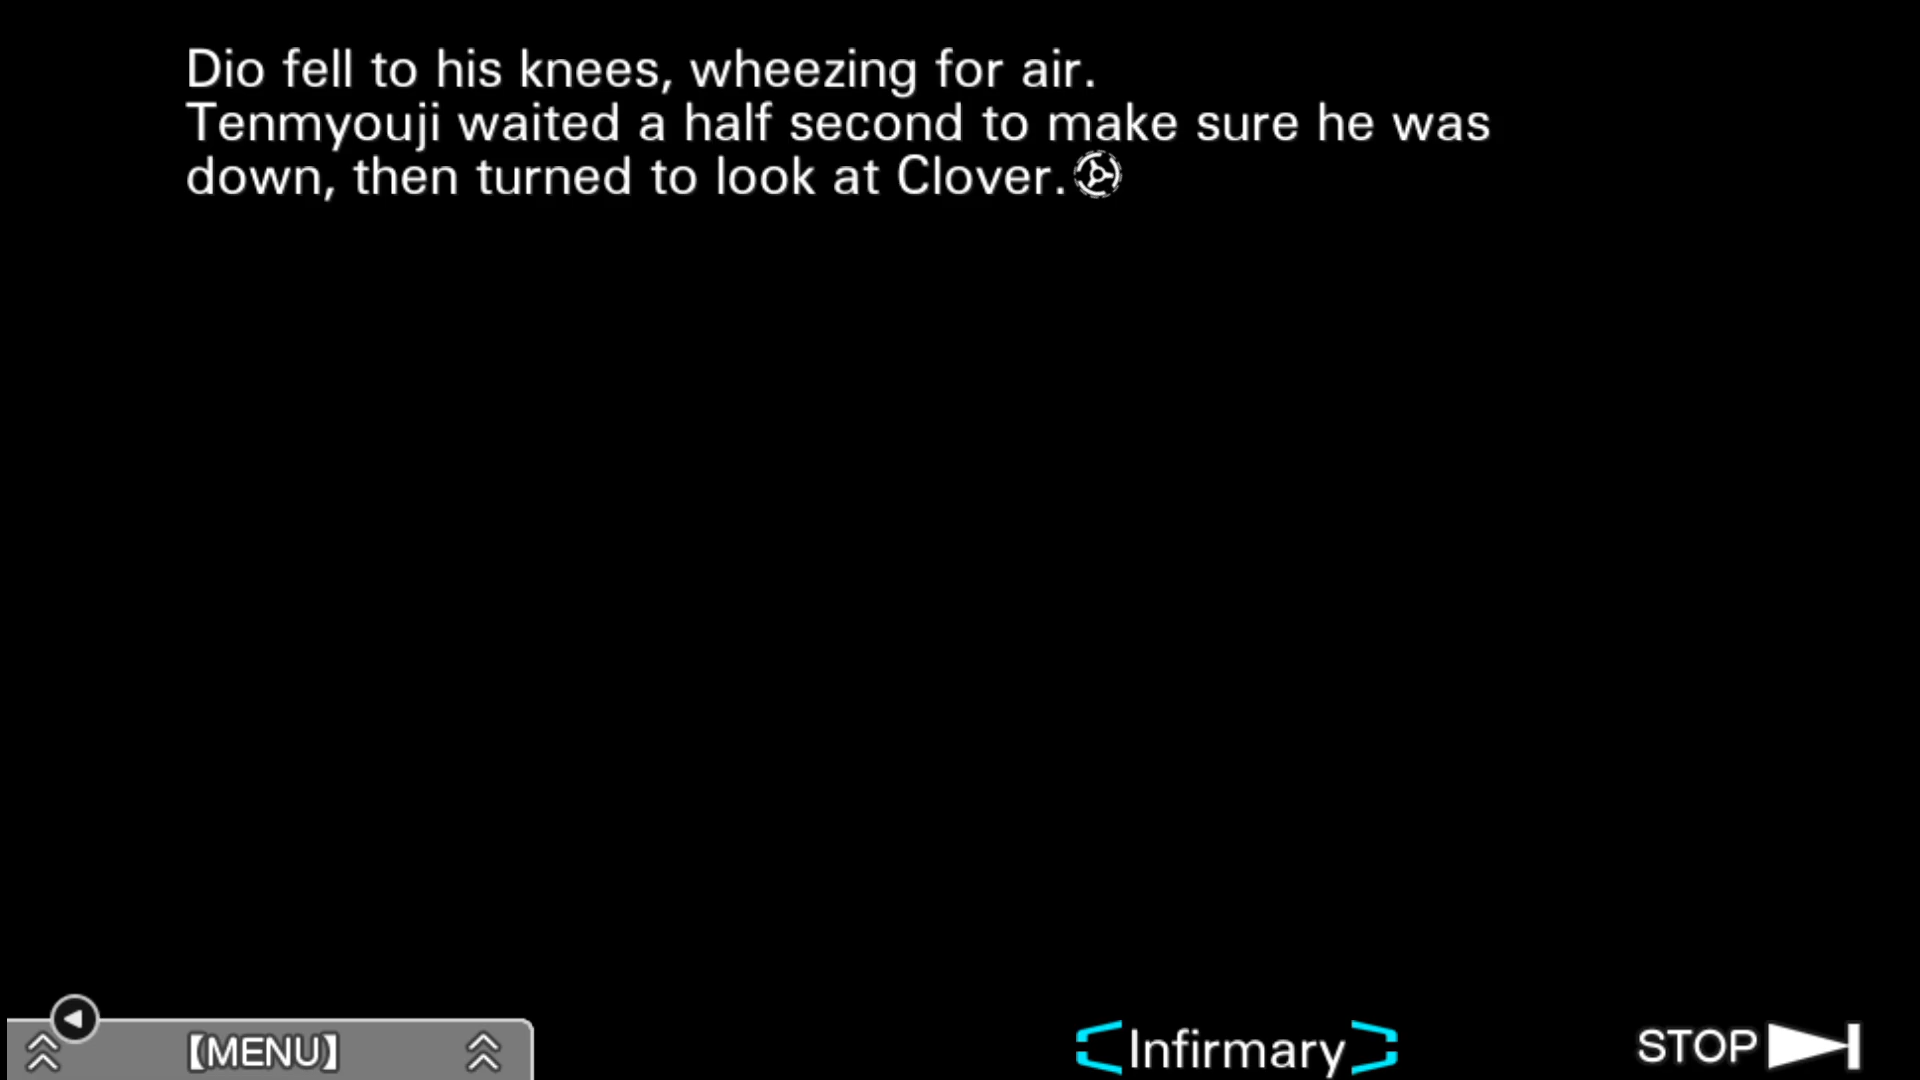 Dio fell to his knees, wheezing for air.
Tenmyouji waited a half second to make sure he was
down, then turned to look at Clover.
【MENU】
Infirmary
STOP